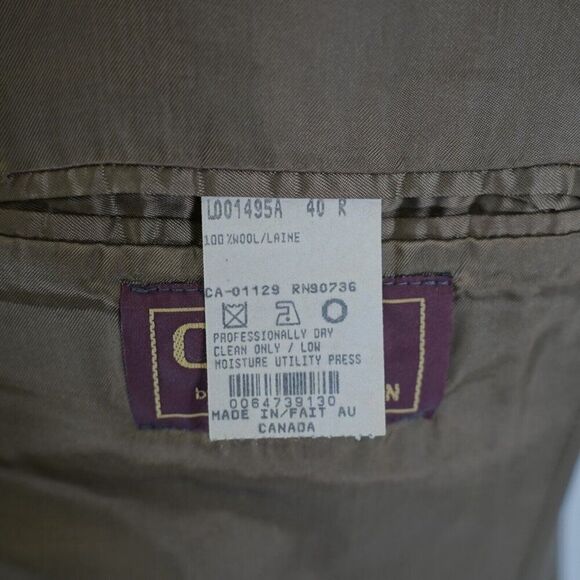 L001495A 40 R
100 %WOOL/LAINE
CA-01129 RN90736
PROFESSIONALLY DRY
CLEAN ONLY / LOW
MOISTURE UTILITY PRESS
0064739130
MADE IN/FAIT AU
CANADA